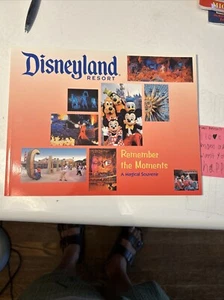 Disneyland
RESORT
Remember
the Moments
A Magical Souvenir